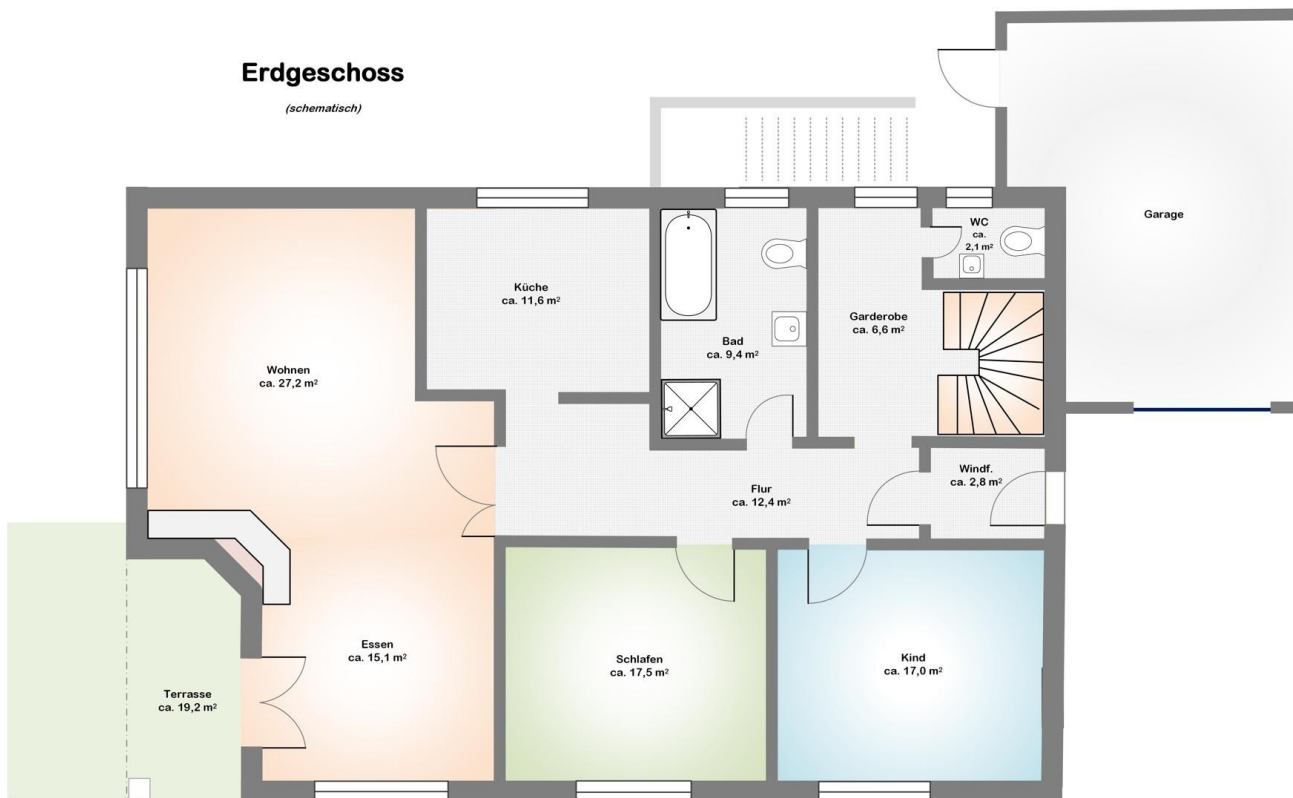 Erdgeschoss
(schematisch)
Garage
WC
ca.
2,1 m²
Küche
ca. 11,6 m²
Garderobe
ca. 6,6 m²
Bad
ca. 9,4 m²
Wohnen
ca. 27,2 m²
Windf.
ca. 2,8 m²
Flur
ca. 12,4 m²
Essen
ca. 15,1 m²
Schlafen
ca. 17,5 m²
Kind
ca. 17,0 m²
Terrasse
ca. 19,2 m²